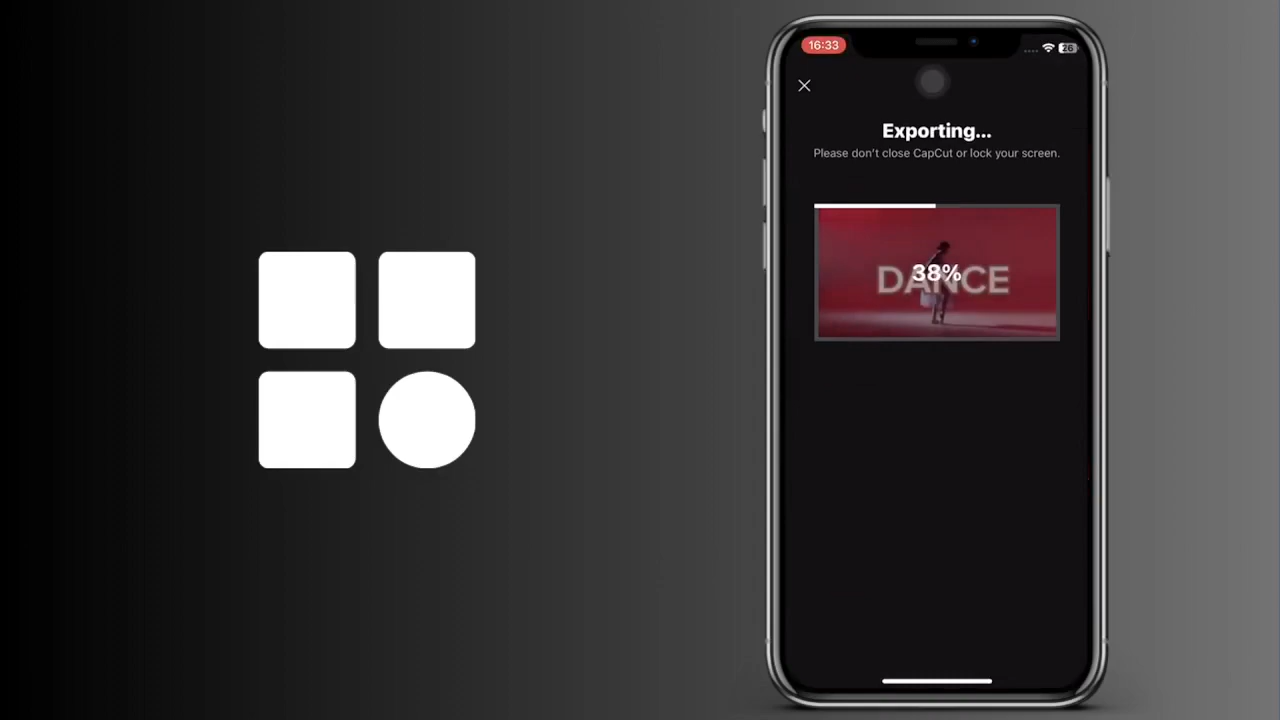 16:33
26
Exporting...
Please don't close CapCut or lock your screen.
DANCE
38%